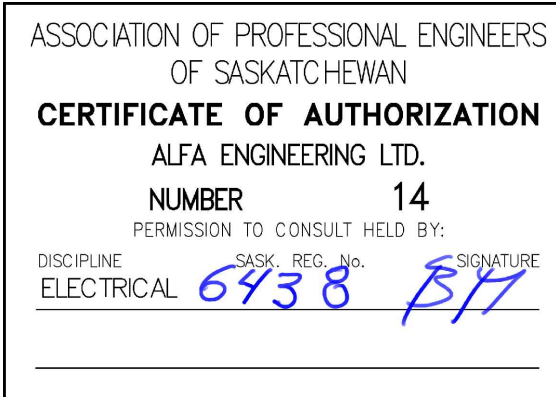 ASSOCIATION OF PROFESSIONAL ENGINEERS
OF SASKATCHEWAN
CERTIFICATE OF AUTHORIZATION
ALFA ENGINEERING LTD.
NUMBER 14
PERMISSION TO CONSULT HELD BY:
DISCIPLINE SASK. REG. No. SIGNATURE
ELECTRICAL 6438